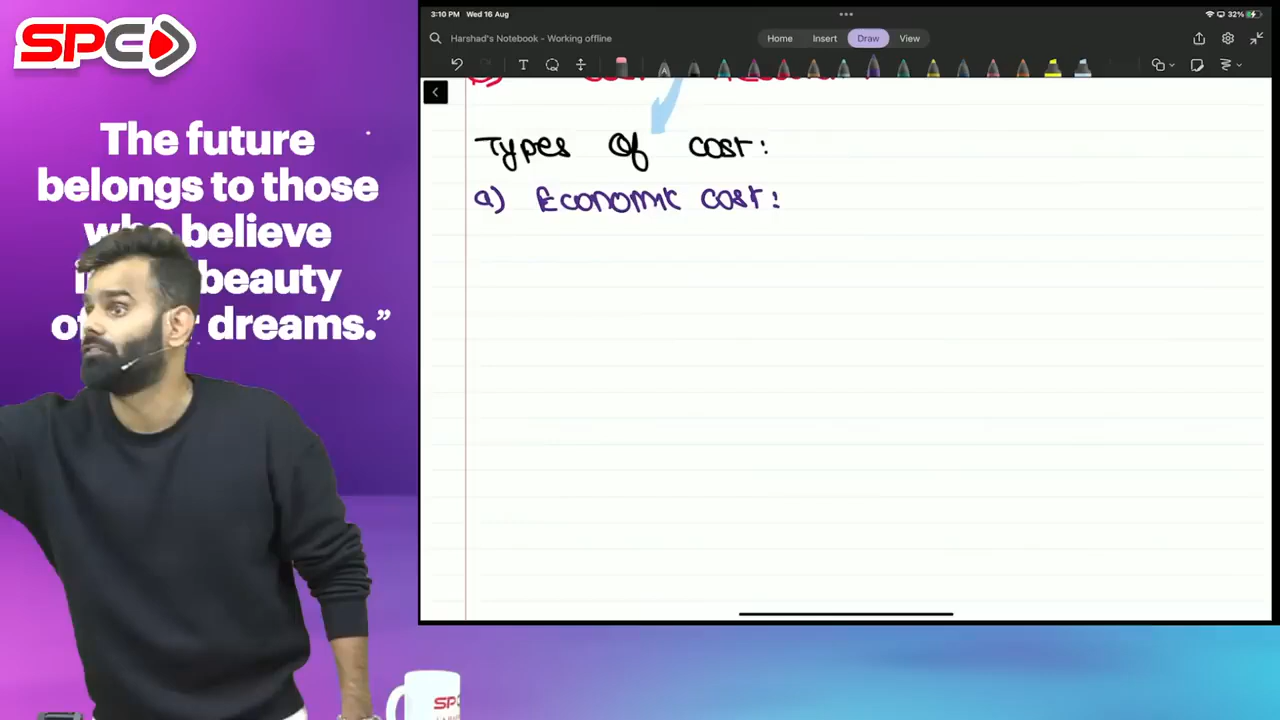 SPE
The future
belongs to those
who believe
beauty
dreams.”
3:10 PM Wed 16 Aug
32%
Harshad's Notebook - Working offline
Home Insert Draw View
Types Of cost:
a) Economic cost:
SP